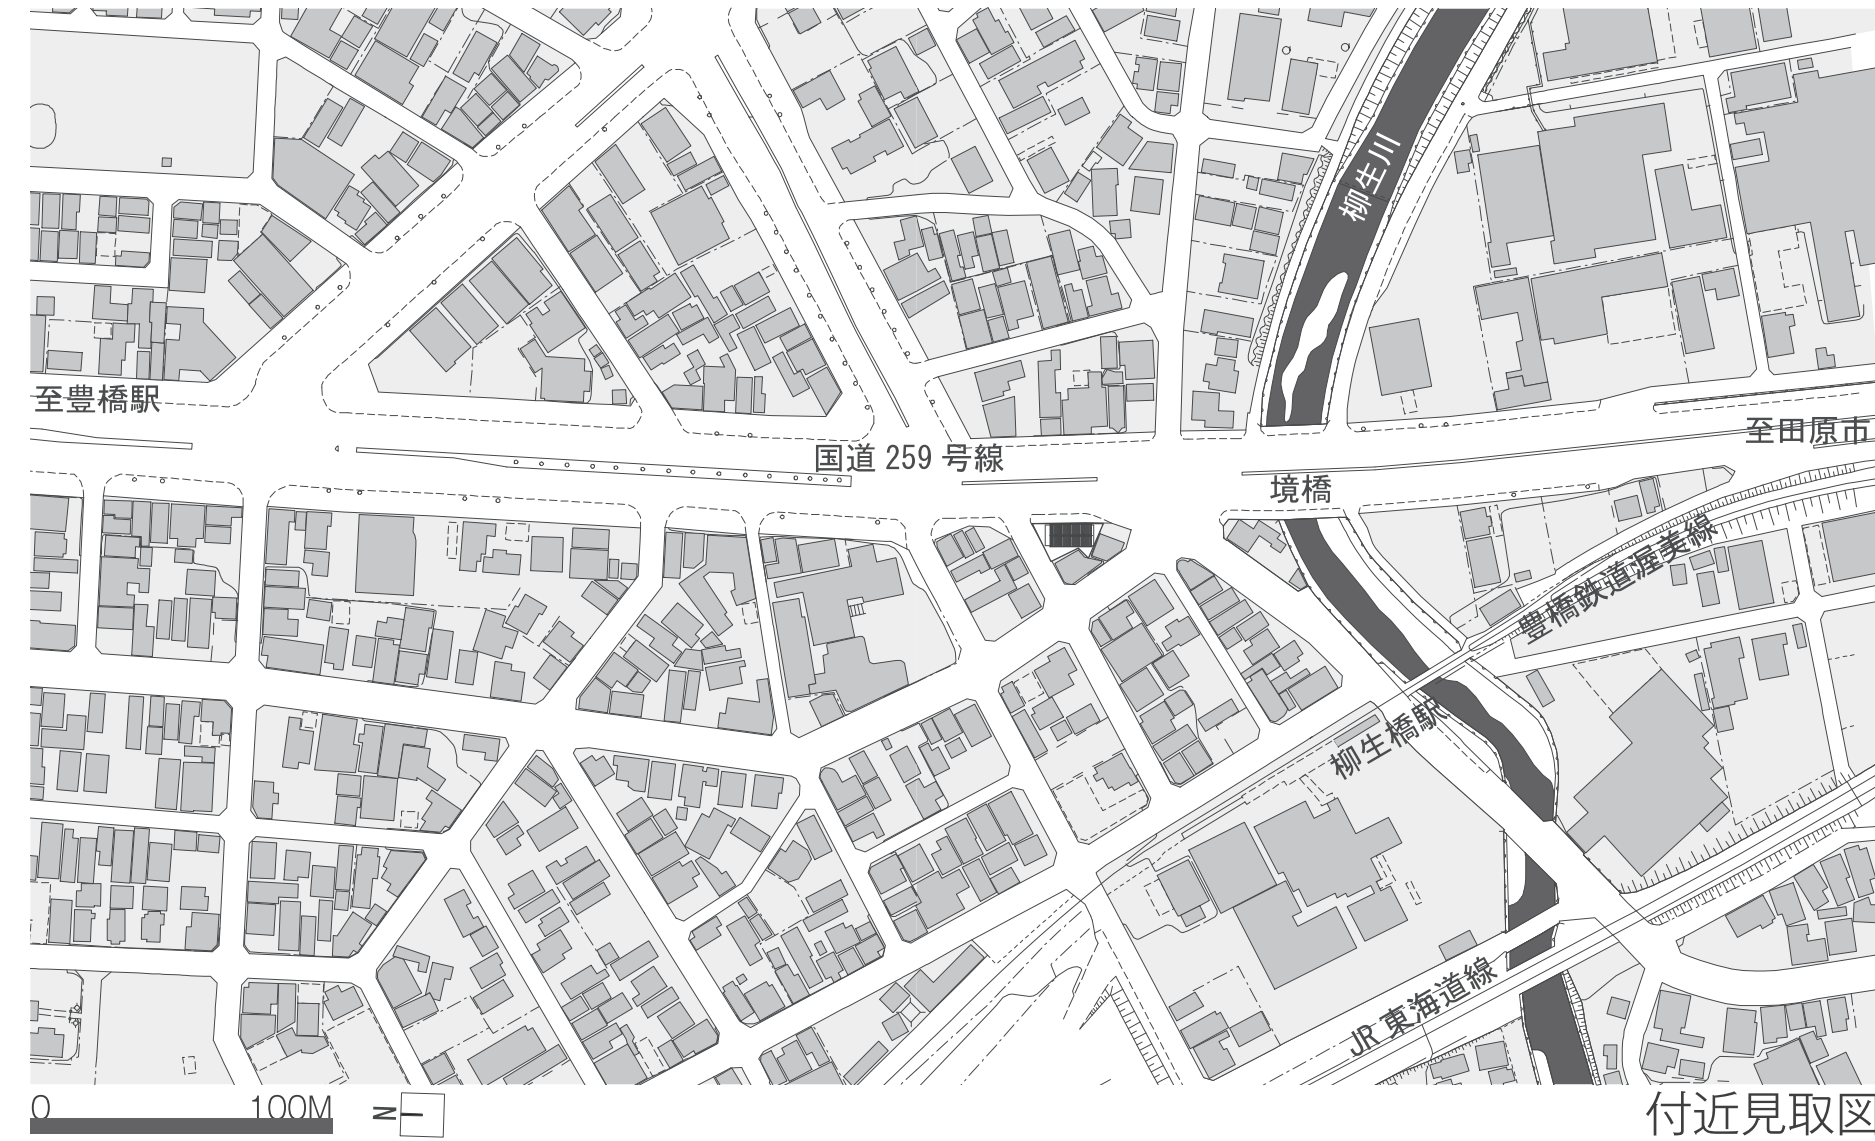 柳生川
至豊橋駅
国道 259 号線
至田原市
境橋
豊橋鉄道渥美線
柳生橋駅
JR 東海道線
0 100M
N
付近見取図